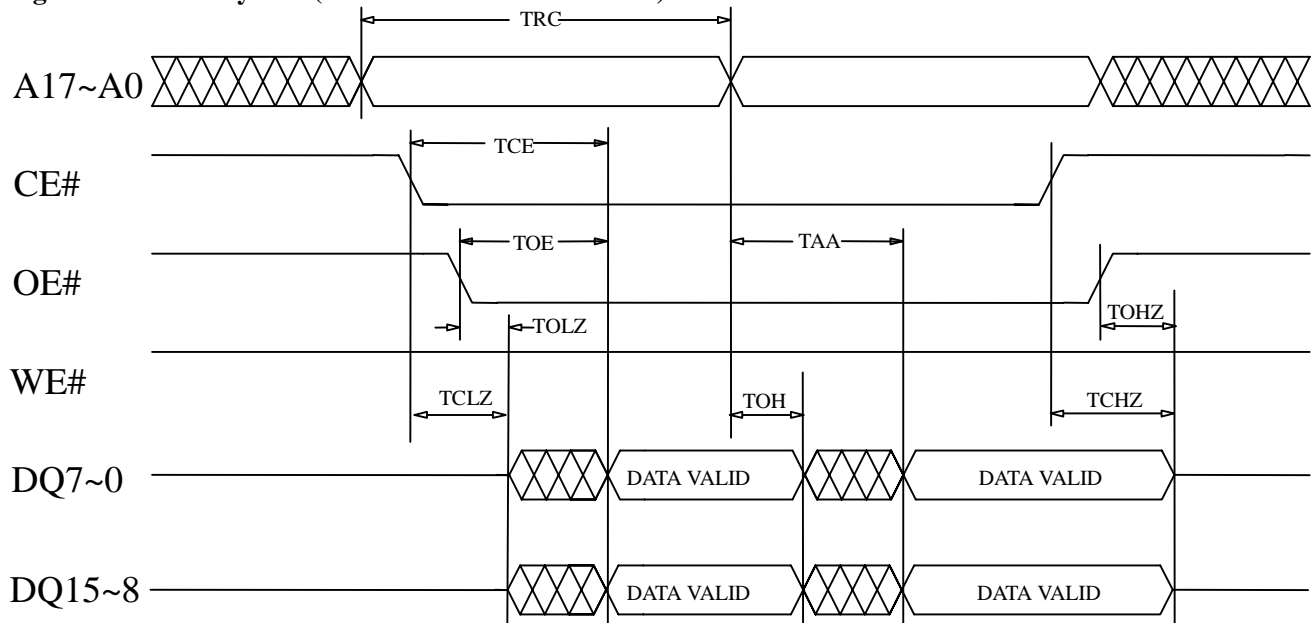 TRC
A17~A0
TCE
CE#
TOE
TAA
OE#
TOLZ
TOHZ
WE#
TCLZ
TOH
TCHZ
DQ7~0
DATA VALID
DATA VALID
DQ15~8
DATA VALID
DATA VALID